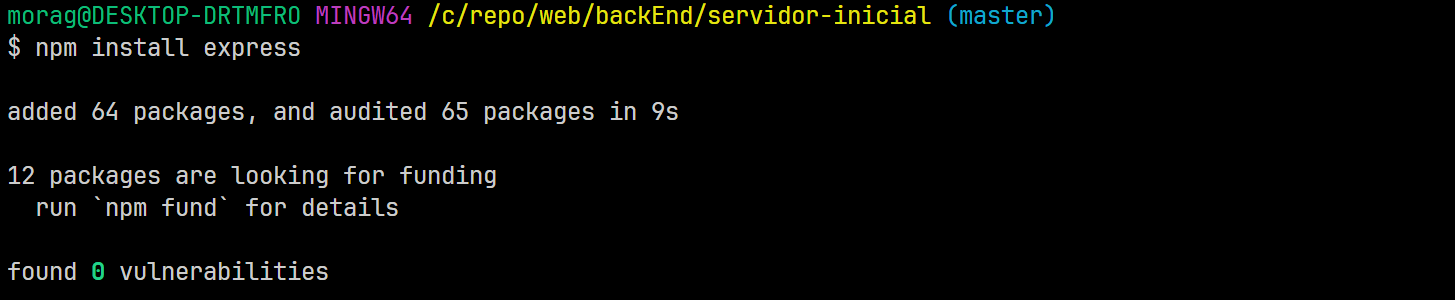 morag@DESKTOP-DRTMFRO MINGW64 /c/repo/web/backEnd/servidor-inicial (master)
$ npm install express
added 64 packages, and audited 65 packages in 9s
12 packages are looking for funding
  run `npm fund` for details
found 0 vulnerabilities